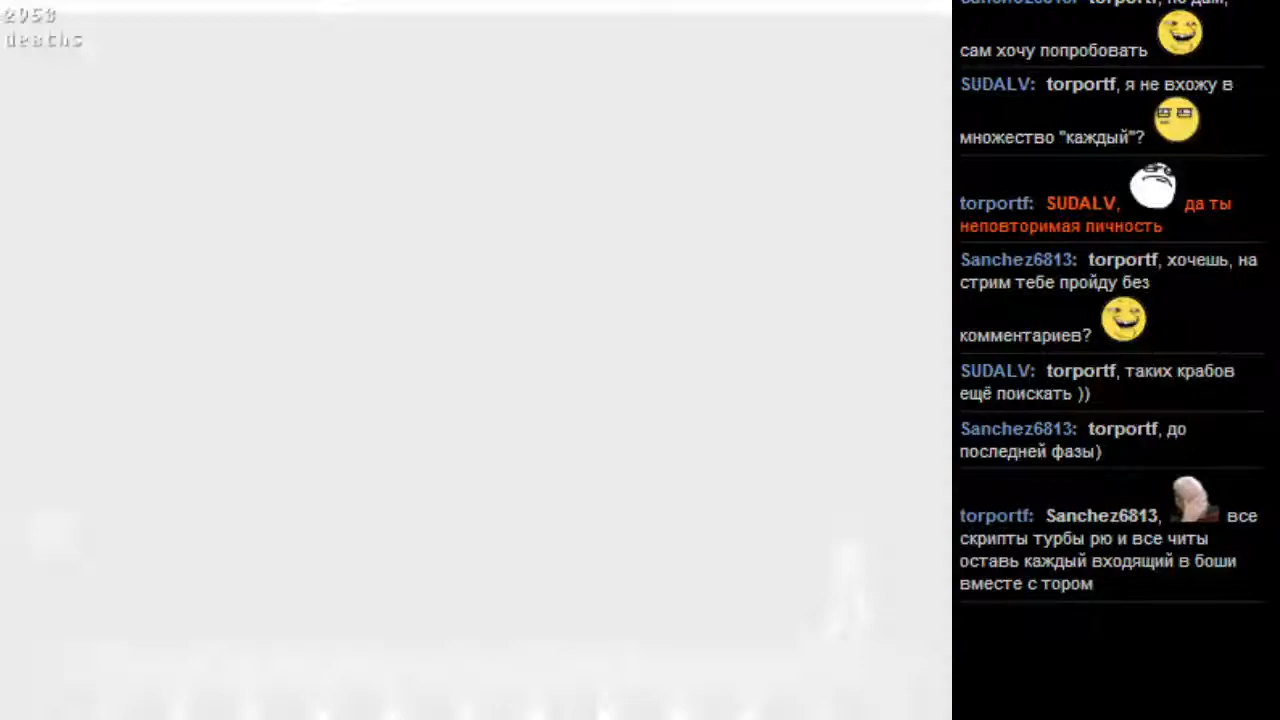 2953
deaths
сам хочу попробовать
SUDALV: torportf, я не вхожу в
множество "каждый"?
torportf: SUDALV, да ты
неповторимая личность
Sanchez6813: torportf, хочешь, на
стрим тебе пройду без
комментариев?
SUDALV: torportf, таких крабов
ещё поискать ))
Sanchez6813: torportf, до
последней фазы)
torportf: Sanchez6813, все
скрипты турбы рю и все читы
оставь каждый входящий в боши
вместе с тором